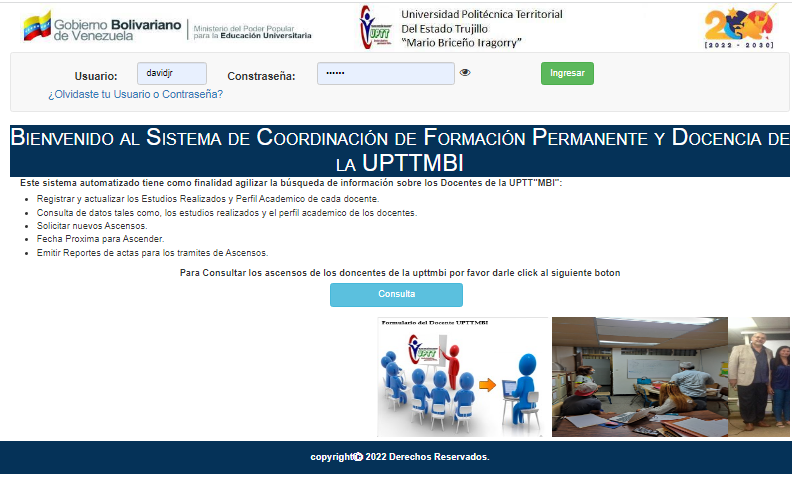 Gobierno Bolivariano
de Venezuela
Ministerio del Poder Popular
para la Educación Universitaria
UPTT
Universidad Politécnica Territorial
Del Estado Trujillo
"Mario Briceño Iragorry"
200
[2022 - 2030]
Usuario:
davidjr
Constraseña:
••••••
Ingresar
¿Olvidaste tu Usuario o Contraseña?
Bienvenido al Sistema de Coordinación de Formación Permanente y Docencia de
la UPTTMBI
Este sistema automatizado tiene como finalidad agilizar la búsqueda de información sobre los Docentes de la UPTT"MBI":
• Registrar y actualizar los Estudios Realizados y Perfil Academico de cada docente.
• Consulta de datos tales como, los estudios realizados y el perfil academico de los docentes.
• Solicitar nuevos Ascensos.
• Fecha Proxima para Ascender.
• Emitir Reportes de actas para los tramites de Ascensos.
Para Consultar los ascensos de los doncentes de la upttmbi por favor darle click al siguiente boton
Consulta
Formulario del Docente UPTTMBI
UPTT
copyright© 2022 Derechos Reservados.